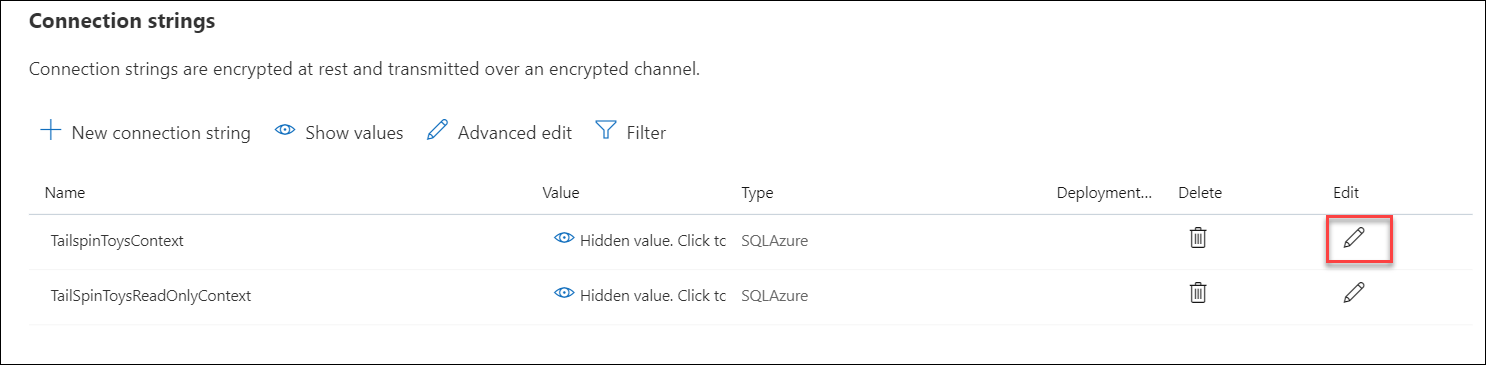 Connection strings
Connection strings are encrypted at rest and transmitted over an encrypted channel.
New connection string Show values Advanced edit Filter
Name Value Type Deployment... Delete Edit
TailspinToysContext Hidden value. Click tc SQLAzure
TailSpinToysReadOnlyContext Hidden value. Click tc SQLAzure